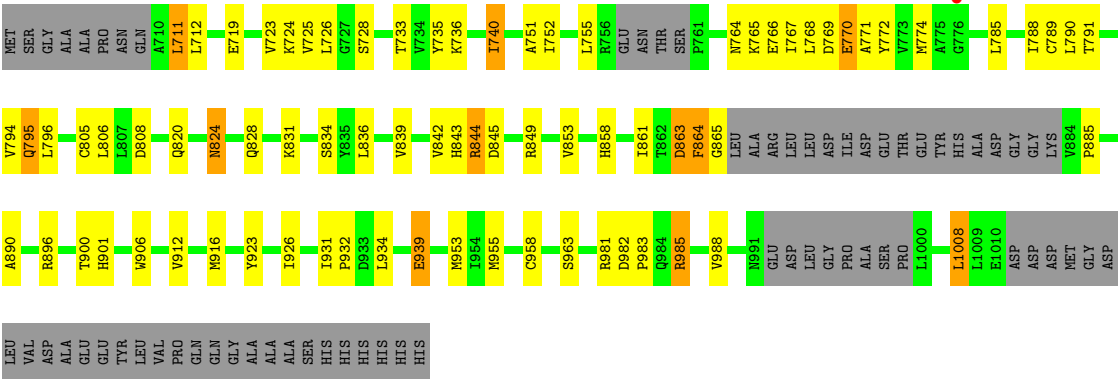 MET SER GLY ALA ALA PRO ASN GLN A710 L711 L712 E719 V723 K724 V725 L726 G727 S728 T733 V734 Y735 K736 I740 A751 I752 L755 R756 GLU ASN THR SER P761 N764 K765 E766 I767 L768 D769 E770 A771 Y772 V773 M774 A775 G776 L785 I788 C789 L790 T791
V794 Q795 L796 C805 L806 L807 D808 Q820 N824 Q828 K831 S834 Y835 L836 V839 V842 H843 R844 D845 R849 V853 H858 I861 T862 D863 F864 G865 LEU ALA ARG LEU LEU ASP ILE ASP GLU THR GLU TYR HIS ALA ASP GLY GLY LYS V884 P885
A890 R896 T900 H901 W906 V912 M916 Y923 I926 I931 P932 D933 L934 E939 M953 I954 M955 C958 S963 R981 D982 P983 Q984 R985 V988 N991 GLU ASP LEU GLY PRO ALA SER PRO L1000 L1008 L1009 E1010 ASP ASP ASP MET GLY ASP
LEU VAL ASP ALA GLU GLU TYR LEU VAL PRO GLN GLN GLY ALA ALA ALA SER HIS HIS HIS HIS HIS HIS